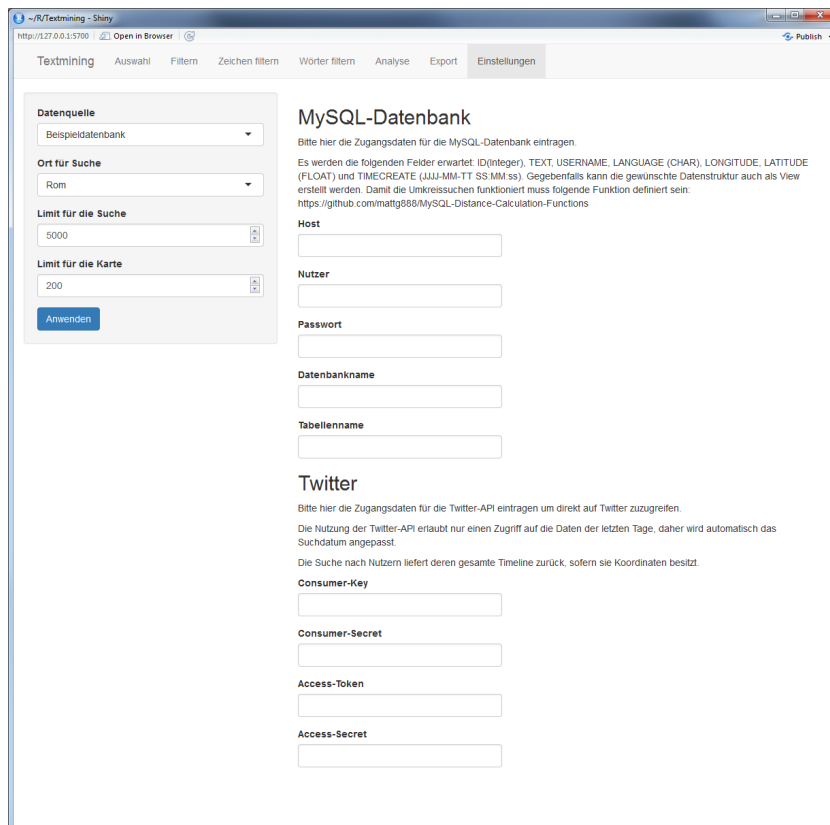 ~/R/Textmining - Shiny
http://127.0.0.1:5700
Open in Browser
Publish
Textmining
Auswahl
Filtern
Zeichen filtern
Wörter filtern
Analyse
Export
Einstellungen
Datenquelle
Beispieldatenbank
Ort für Suche
Rom
Limit für die Suche
5000
Limit für die Karte
200
Anwenden
MySQL-Datenbank
Bitte hier die Zugangsdaten für die MySQL-Datenbank eintragen.
Es werden die folgenden Felder erwartet: ID(Integer), TEXT, USERNAME, LANGUAGE (CHAR), LONGITUDE, LATITUDE
(FLOAT) und TIMECREATE (JJJJ-MM-TT SS:MM:ss). Gegebenfalls kann die gewünschte Datenstruktur auch als View
erstellt werden. Damit die Umkreissuchen funktioniert muss folgende Funktion definiert sein:
https://github.com/mattg888/MySQL-Distance-Calculation-Functions
Host
Nutzer
Passwort
Datenbankname
Tabellenname
Twitter
Bitte hier die Zugangsdaten für die Twitter-API eintragen um direkt auf Twitter zuzugreifen.
Die Nutzung der Twitter-API erlaubt nur einen Zugriff auf die Daten der letzten Tage, daher wird automatisch das
Suchdatum angepasst.
Die Suche nach Nutzern liefert deren gesamte Timeline zurück, sofern sie Koordinaten besitzt.
Consumer-Key
Consumer-Secret
Access-Token
Access-Secret